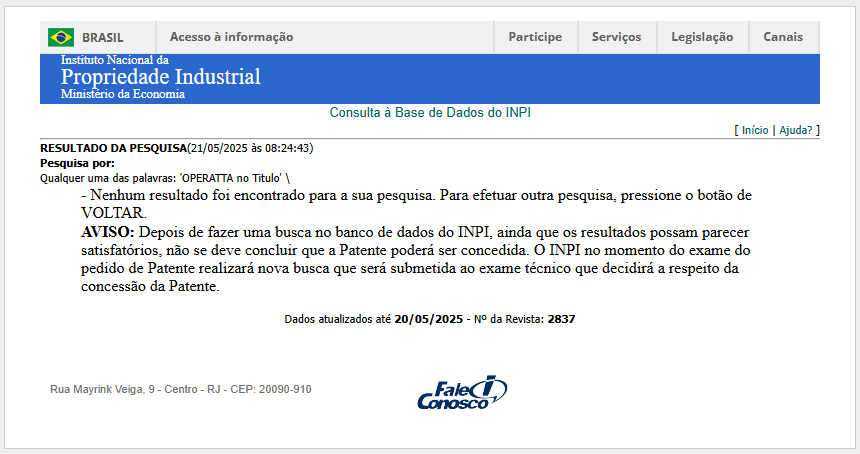 BRASIL Acesso à informação Participe Serviços Legislação Canais
Instituto Nacional da
Propriedade Industrial
Ministério da Economia
Consulta à Base de Dados do INPI
[ Início | Ajuda? ]
RESULTADO DA PESQUISA(21/05/2025 às 08:24:43)
Pesquisa por:
Qualquer uma das palavras: 'OPERATTA no Titulo' \
- Nenhum resultado foi encontrado para a sua pesquisa. Para efetuar outra pesquisa, pressione o botão de
VOLTAR.
AVISO: Depois de fazer uma busca no banco de dados do INPI, ainda que os resultados possam parecer
satisfatórios, não se deve concluir que a Patente poderá ser concedida. O INPI no momento do exame do
pedido de Patente realizará nova busca que será submetida ao exame técnico que decidirá a respeito da
concessão da Patente.
Dados atualizados até 20/05/2025 - Nº da Revista: 2837
Rua Mayrink Veiga, 9 - Centro - RJ - CEP: 20090-910
Fale
Conosco